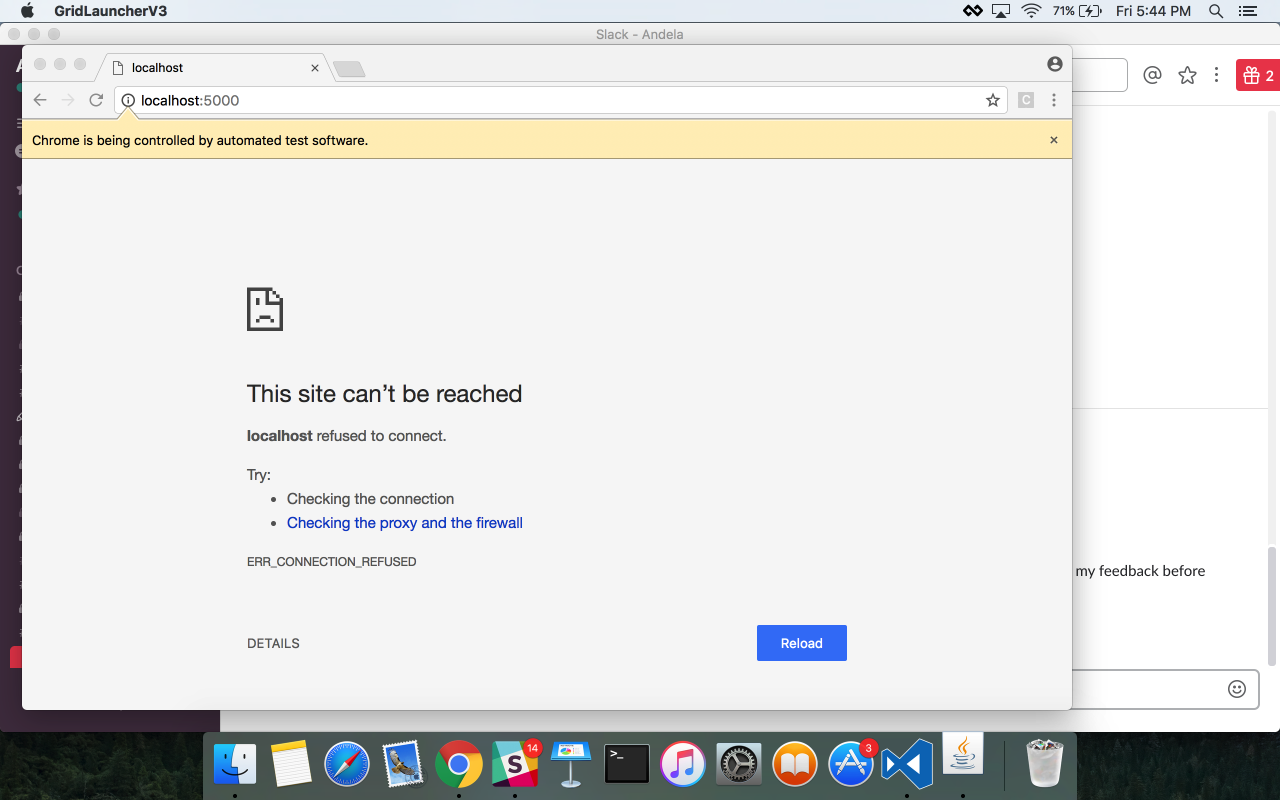 GridLauncherV3
71%
Fri 5:44 PM
Slack - Andela
localhost
localhost:5000
C
2
Chrome is being controlled by automated test software.
This site can’t be reached
localhost refused to connect.
Try:
• Checking the connection
• Checking the proxy and the firewall
ERR_CONNECTION_REFUSED
my feedback before
DETAILS
Reload
14
S
>_
3